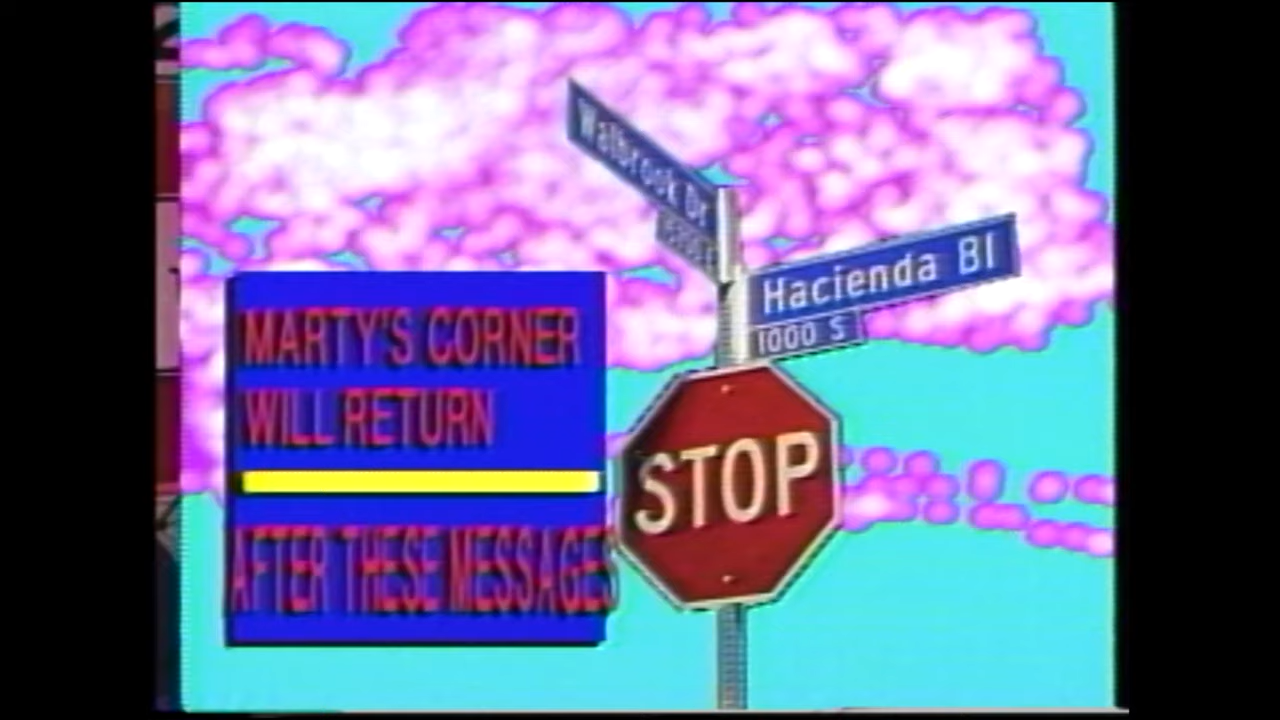 Walbrook Dr
Hacienda Bl
1000 S
MARTY'S CORNER
WILL RETURN
AFTER THESE MESSAGES
STOP